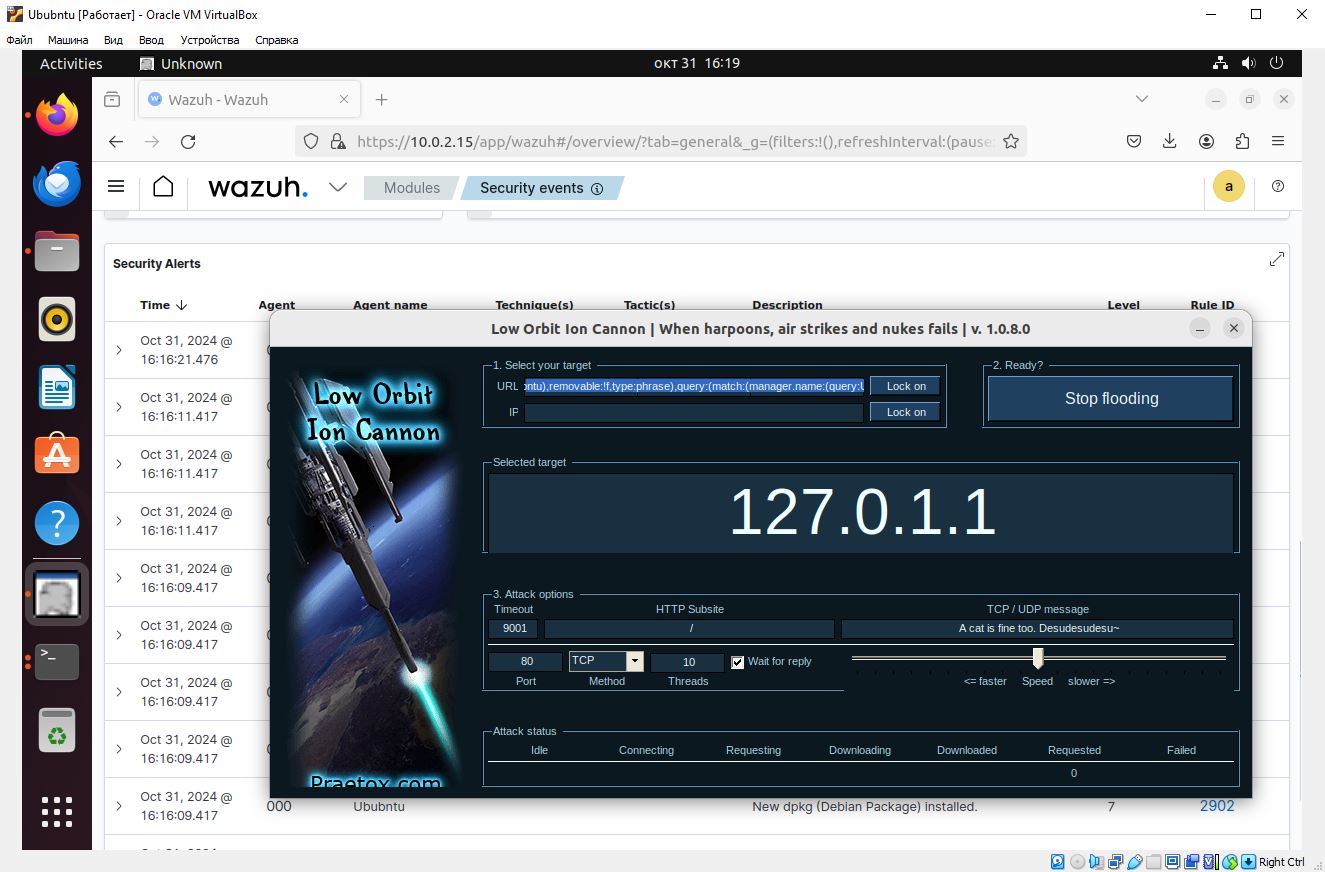 Ububntu [Работает] - Oracle VM VirtualBox
Файл Машина Вид Ввод Устройства Справка
Activities Unknown окт 31 16:19
Wazuh - Wazuh
https://10.0.2.15/app/wazuh#/overview/?tab=general&_g=(filters:!(),refreshInterval:(pause:
wazuh. Modules Security events a
Security Alerts
Time Agent Agent name Technique(s) Tactic(s) Description Level Rule ID
Oct 31, 2024 @
16:16:21.476
Oct 31, 2024 @
16:16:11.417
Oct 31, 2024 @
16:16:11.417
Oct 31, 2024 @
16:16:11.417
Oct 31, 2024 @
16:16:09.417
Oct 31, 2024 @
16:16:09.417
Oct 31, 2024 @
16:16:09.417
Oct 31, 2024 @
16:16:09.417
Oct 31, 2024 @
16:16:09.417
000 Ububntu New dpkg (Debian Package) installed. 7 2902
Low Orbit Ion Cannon | When harpoons, air strikes and nukes fails | v. 1.0.8.0
Low Orbit
Ion Cannon
Praetox.com
1. Select your target
URL ontu),removable:!f,type:phrase),query:(match:(manager.name:(query:U Lock on
IP Lock on
2. Ready?
Stop flooding
Selected target
127.0.1.1
3. Attack options
Timeout HTTP Subsite TCP / UDP message
9001 / A cat is fine too. Desudesudesu~
80 TCP 10 Wait for reply
Port Method Threads <= faster Speed slower =>
Attack status
Idle Connecting Requesting Downloading Downloaded Requested Failed
0
Right Ctrl